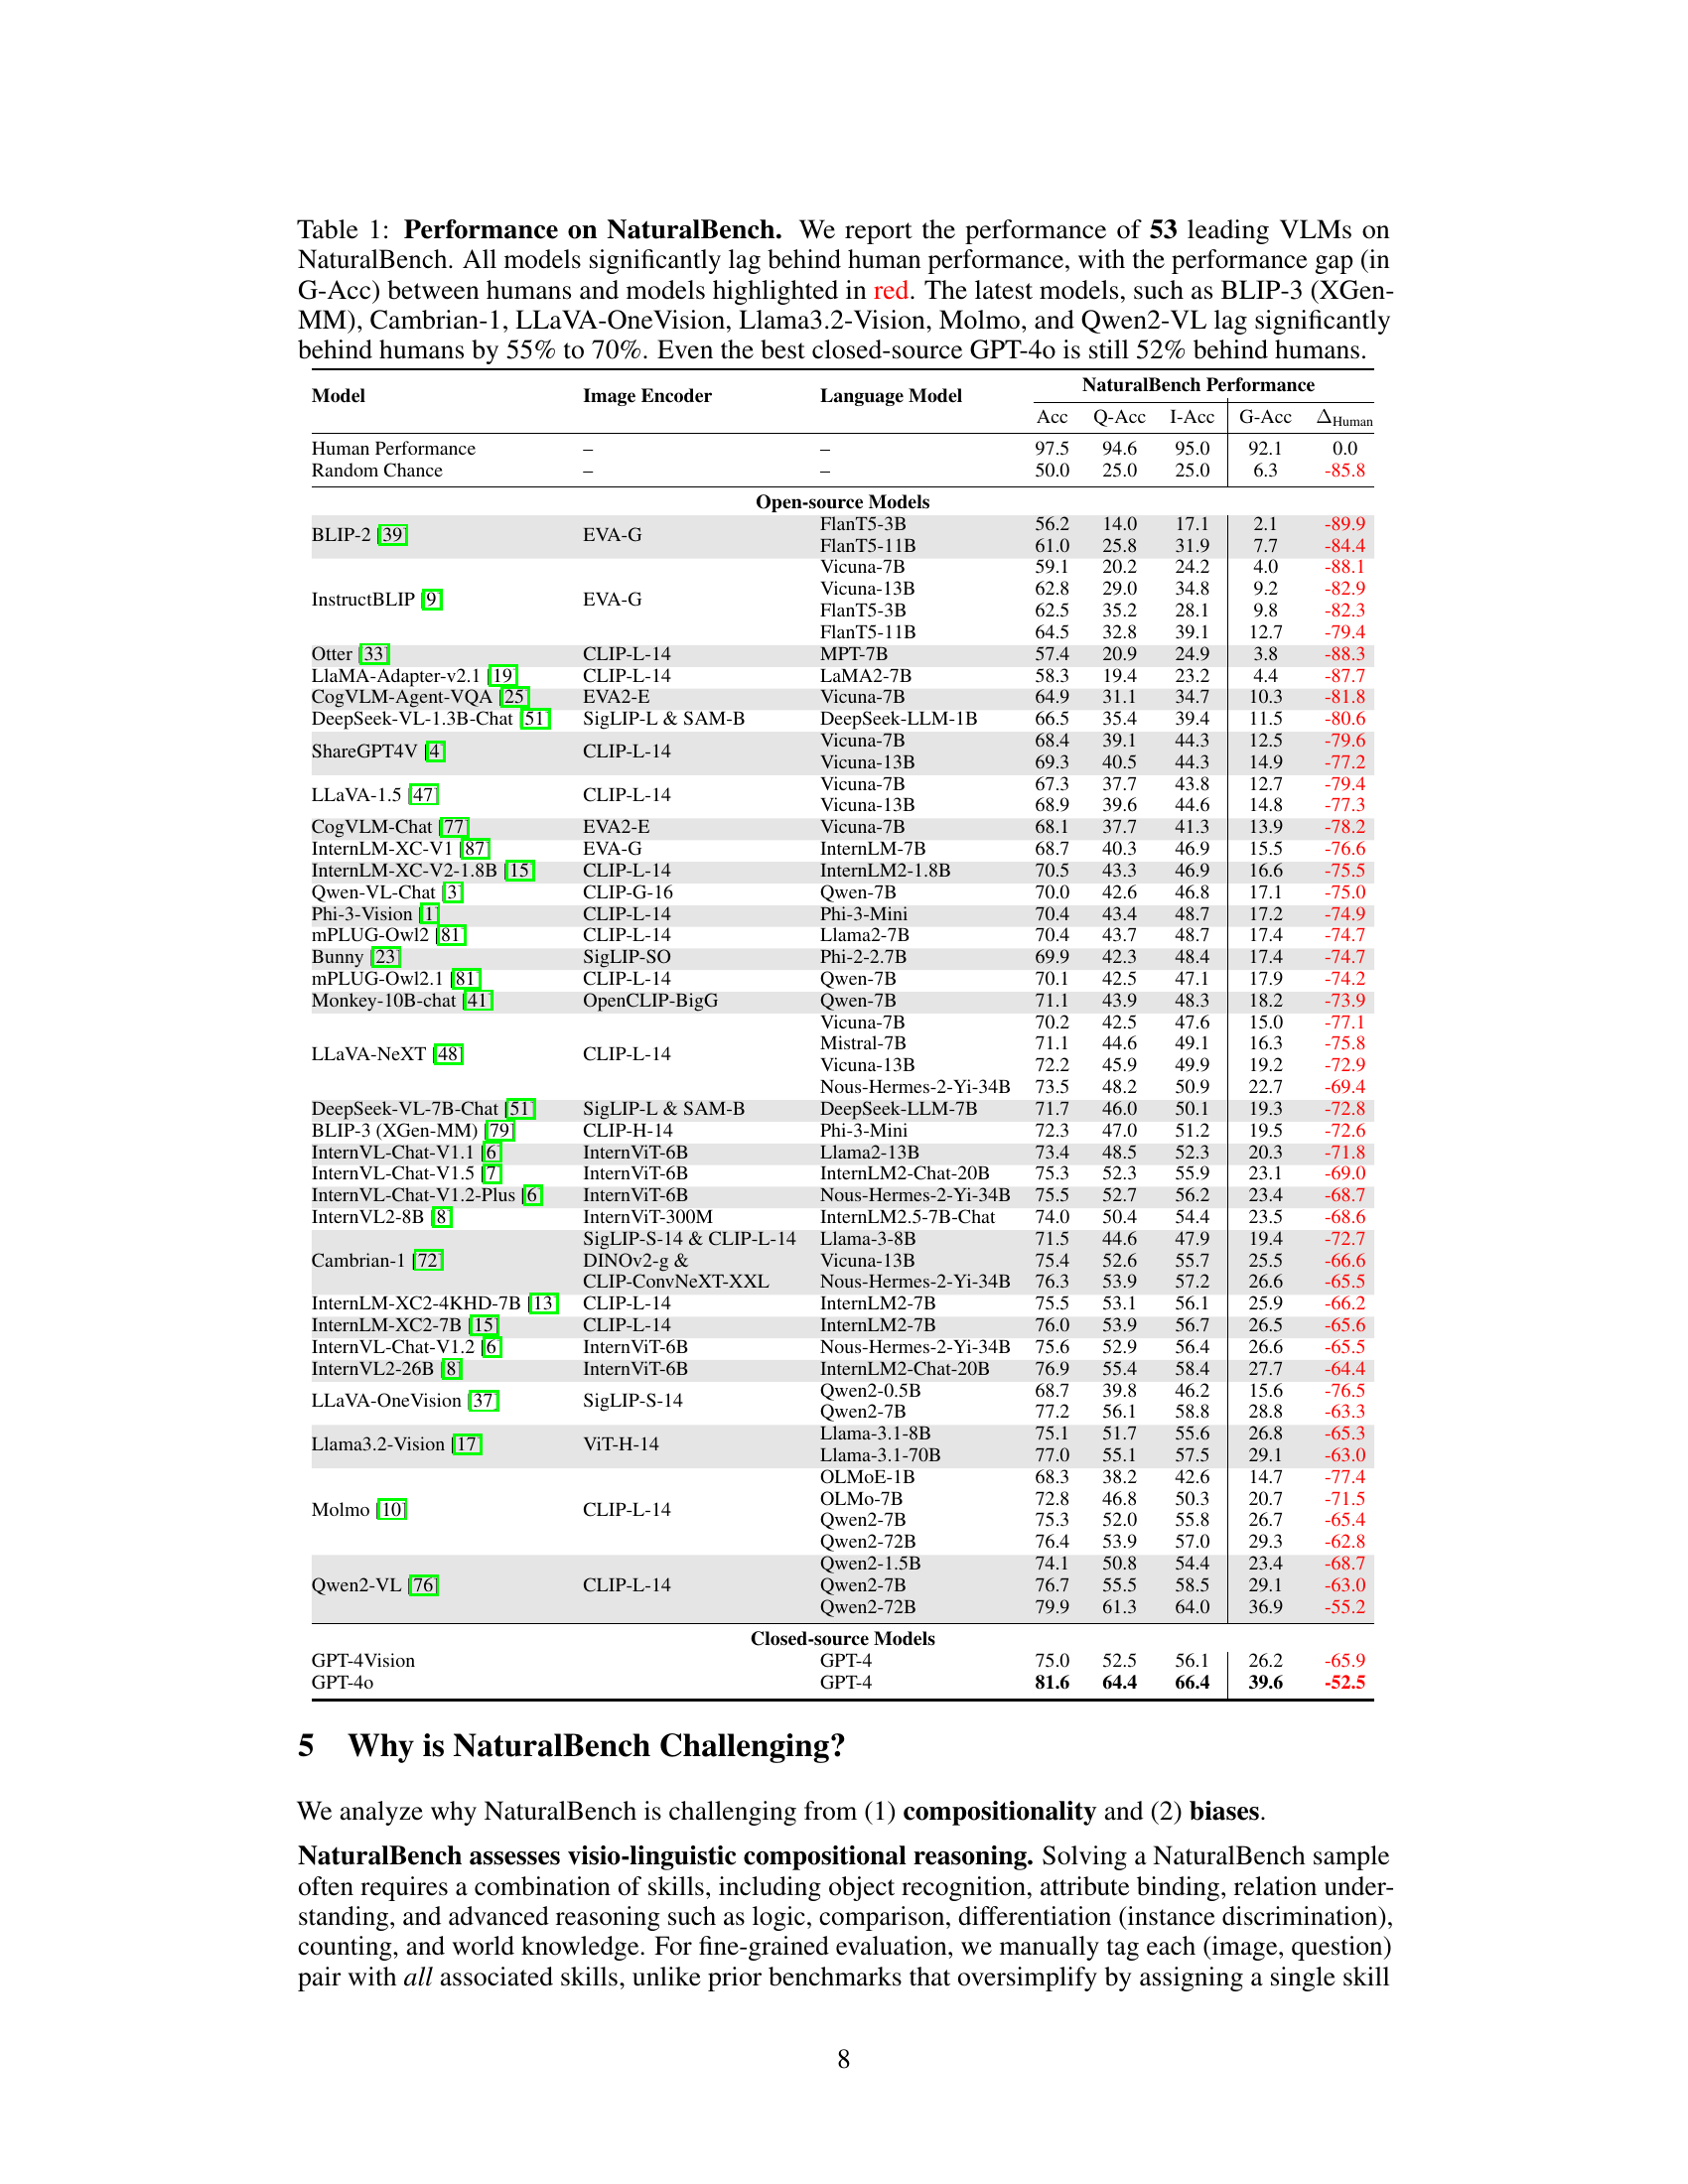 Table 1: Performance on NaturalBench. We report the performance of 53 leading VLMs on
NaturalBench. All models significantly lag behind human performance, with the performance gap (in
G-Acc) between humans and models highlighted in red. The latest models, such as BLIP-3 (XGen-
MM), Cambrian-1, LLaVA-OneVision, Llama3.2-Vision, Molmo, and Qwen2-VL lag significantly
behind humans by 55% to 70%. Even the best closed-source GPT-4o is still 52% behind humans.
Model Image Encoder Language Model NaturalBench Performance
Acc Q-Acc I-Acc G-Acc Δ Human
Human Performance – – 97.5 94.6 95.0 92.1 0.0
Random Chance – – 50.0 25.0 25.0 6.3 -85.8
Open-source Models
BLIP-2 [39] EVA-G FlanT5-3B 56.2 14.0 17.1 2.1 -89.9
FlanT5-11B 61.0 25.8 31.9 7.7 -84.4
InstructBLIP [9] EVA-G Vicuna-7B 59.1 20.2 24.2 4.0 -88.1
Vicuna-13B 62.8 29.0 34.8 9.2 -82.9
FlanT5-3B 62.5 35.2 28.1 9.8 -82.3
FlanT5-11B 64.5 32.8 39.1 12.7 -79.4
Otter [33] CLIP-L-14 MPT-7B 57.4 20.9 24.9 3.8 -88.3
LlaMA-Adapter-v2.1 [19] CLIP-L-14 LaMA2-7B 58.3 19.4 23.2 4.4 -87.7
CogVLM-Agent-VQA [25] EVA2-E Vicuna-7B 64.9 31.1 34.7 10.3 -81.8
DeepSeek-VL-1.3B-Chat [51] SigLIP-L & SAM-B DeepSeek-LLM-1B 66.5 35.4 39.4 11.5 -80.6
ShareGPT4V [4] CLIP-L-14 Vicuna-7B 68.4 39.1 44.3 12.5 -79.6
Vicuna-13B 69.3 40.5 44.3 14.9 -77.2
LLaVA-1.5 [47] CLIP-L-14 Vicuna-7B 67.3 37.7 43.8 12.7 -79.4
Vicuna-13B 68.9 39.6 44.6 14.8 -77.3
CogVLM-Chat [77] EVA2-E Vicuna-7B 68.1 37.7 41.3 13.9 -78.2
InternLM-XC-V1 [87] EVA-G InternLM-7B 68.7 40.3 46.9 15.5 -76.6
InternLM-XC-V2-1.8B [15] CLIP-L-14 InternLM2-1.8B 70.5 43.3 46.9 16.6 -75.5
Qwen-VL-Chat [3] CLIP-G-16 Qwen-7B 70.0 42.6 46.8 17.1 -75.0
Phi-3-Vision [1] CLIP-L-14 Phi-3-Mini 70.4 43.4 48.7 17.2 -74.9
mPLUG-Owl2 [81] CLIP-L-14 Llama2-7B 70.4 43.7 48.7 17.4 -74.7
Bunny [23] SigLIP-SO Phi-2-2.7B 69.9 42.3 48.4 17.4 -74.7
mPLUG-Owl2.1 [81] CLIP-L-14 Qwen-7B 70.1 42.5 47.1 17.9 -74.2
Monkey-10B-chat [41] OpenCLIP-BigG Qwen-7B 71.1 43.9 48.3 18.2 -73.9
LLaVA-NeXT [48] CLIP-L-14 Vicuna-7B 70.2 42.5 47.6 15.0 -77.1
Mistral-7B 71.1 44.6 49.1 16.3 -75.8
Vicuna-13B 72.2 45.9 49.9 19.2 -72.9
Nous-Hermes-2-Yi-34B 73.5 48.2 50.9 22.7 -69.4
DeepSeek-VL-7B-Chat [51] SigLIP-L & SAM-B DeepSeek-LLM-7B 71.7 46.0 50.1 19.3 -72.8
BLIP-3 (XGen-MM) [79] CLIP-H-14 Phi-3-Mini 72.3 47.0 51.2 19.5 -72.6
InternVL-Chat-V1.1 [6] InternViT-6B Llama2-13B 73.4 48.5 52.3 20.3 -71.8
InternVL-Chat-V1.5 [7] InternViT-6B InternLM2-Chat-20B 75.3 52.3 55.9 23.1 -69.0
InternVL-Chat-V1.2-Plus [6] InternViT-6B Nous-Hermes-2-Yi-34B 75.5 52.7 56.2 23.4 -68.7
InternVL2-8B [8] InternViT-300M InternLM2.5-7B-Chat 74.0 50.4 54.4 23.5 -68.6
SigLIP-S-14 & CLIP-L-14 Llama-3-8B 71.5 44.6 47.9 19.4 -72.7
Cambrian-1 [72] DINOv2-g & Vicuna-13B 75.4 52.6 55.7 25.5 -66.6
CLIP-ConvNeXT-XXL Nous-Hermes-2-Yi-34B 76.3 53.9 57.2 26.6 -65.5
InternLM-XC2-4KHD-7B [13] CLIP-L-14 InternLM2-7B 75.5 53.1 56.1 25.9 -66.2
InternLM-XC2-7B [15] CLIP-L-14 InternLM2-7B 76.0 53.9 56.7 26.5 -65.6
InternVL-Chat-V1.2 [6] InternViT-6B Nous-Hermes-2-Yi-34B 75.6 52.9 56.4 26.6 -65.5
InternVL2-26B [8] InternViT-6B InternLM2-Chat-20B 76.9 55.4 58.4 27.7 -64.4
LLaVA-OneVision [37] SigLIP-S-14 Qwen2-0.5B 68.7 39.8 46.2 15.6 -76.5
Qwen2-7B 77.2 56.1 58.8 28.8 -63.3
Llama3.2-Vision [17] ViT-H-14 Llama-3.1-8B 75.1 51.7 55.6 26.8 -65.3
Llama-3.1-70B 77.0 55.1 57.5 29.1 -63.0
Molmo [10] CLIP-L-14 OLMoE-1B 68.3 38.2 42.6 14.7 -77.4
OLMo-7B 72.8 46.8 50.3 20.7 -71.5
Qwen2-7B 75.3 52.0 55.8 26.7 -65.4
Qwen2-72B 76.4 53.9 57.0 29.3 -62.8
Qwen2-VL [76] CLIP-L-14 Qwen2-1.5B 74.1 50.8 54.4 23.4 -68.7
Qwen2-7B 76.7 55.5 58.5 29.1 -63.0
Qwen2-72B 79.9 61.3 64.0 36.9 -55.2
Closed-source Models
GPT-4Vision GPT-4 75.0 52.5 56.1 26.2 -65.9
GPT-4o GPT-4 81.6 64.4 66.4 39.6 -52.5
5 Why is NaturalBench Challenging?
We analyze why NaturalBench is challenging from (1) compositionality and (2) biases.
NaturalBench assesses visio-linguistic compositional reasoning. Solving a NaturalBench sample
often requires a combination of skills, including object recognition, attribute binding, relation under-
standing, and advanced reasoning such as logic, comparison, differentiation (instance discrimination),
counting, and world knowledge. For fine-grained evaluation, we manually tag each (image, question)
pair with all associated skills, unlike prior benchmarks that oversimplify by assigning a single skill
8